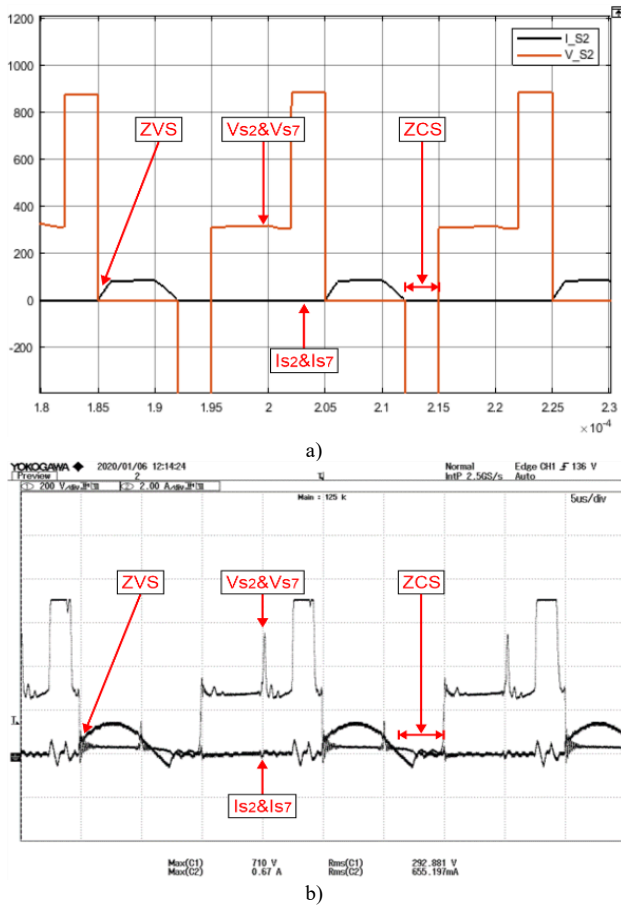 1200
1000
800
600
400
200
0
-200
I_S2
V_S2
ZVS
Vs2&Vs7
ZCS
Is2&Is7
1.8 1.85 1.9 1.95 2 2.05 2.1 2.15 2.2 2.25 2.3
×10⁻⁴
a)
YOKOGAWA ◆ 2020/01/06 12:14:24
Normal
Edge CH1 136 V
Preview 2
IntP 2.5GS/s
Auto
200 V/div
2.00 A/div
Main : 125 k
5us/div
ZVS
Vs2&Vs7
ZCS
Is2&Is7
Max(C1) 710 V Rms(C1) 292.881 V
Max(C2) 0.67 A Rms(C2) 655.197mA
b)